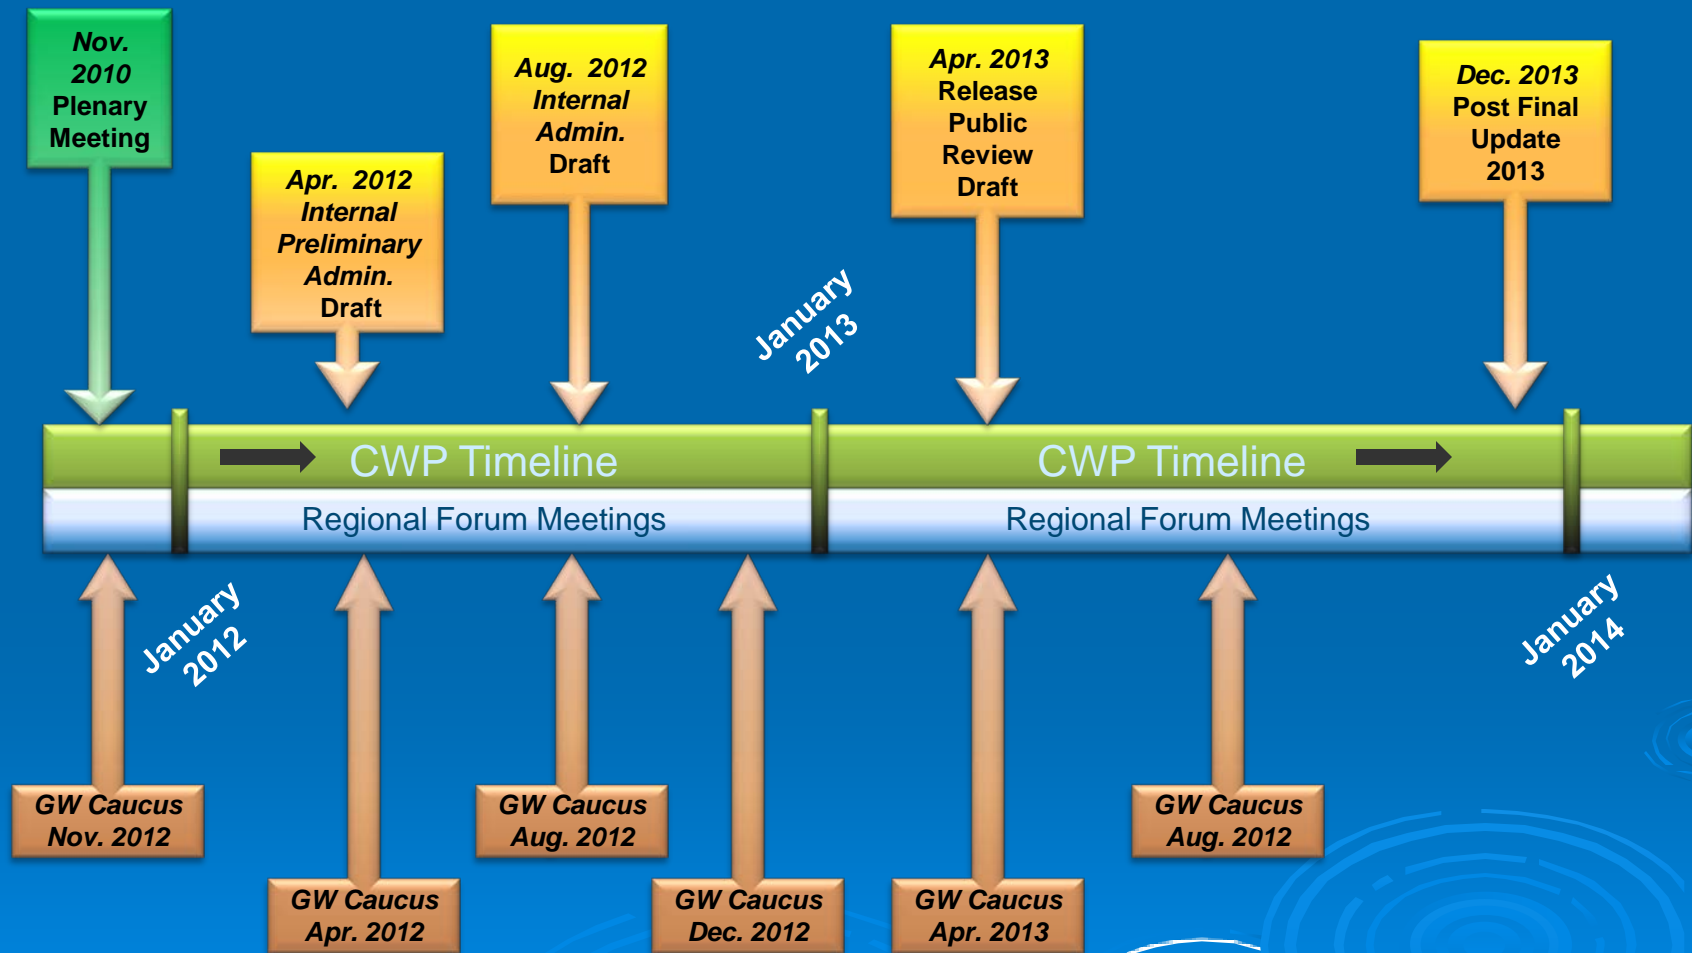 Nov.
2010
Plenary
Meeting
Apr. 2012
Internal
Preliminary
Admin.
Draft
Aug. 2012
Internal
Admin.
Draft
Apr. 2013
Release
Public
Review
Draft
Dec. 2013
Post Final
Update
2013
January
2013
CWP Timeline
CWP Timeline
Regional Forum Meetings
Regional Forum Meetings
January
2012
January
2014
GW Caucus
Nov. 2012
GW Caucus
Apr. 2012
GW Caucus
Aug. 2012
GW Caucus
Dec. 2012
GW Caucus
Apr. 2013
GW Caucus
Aug. 2012